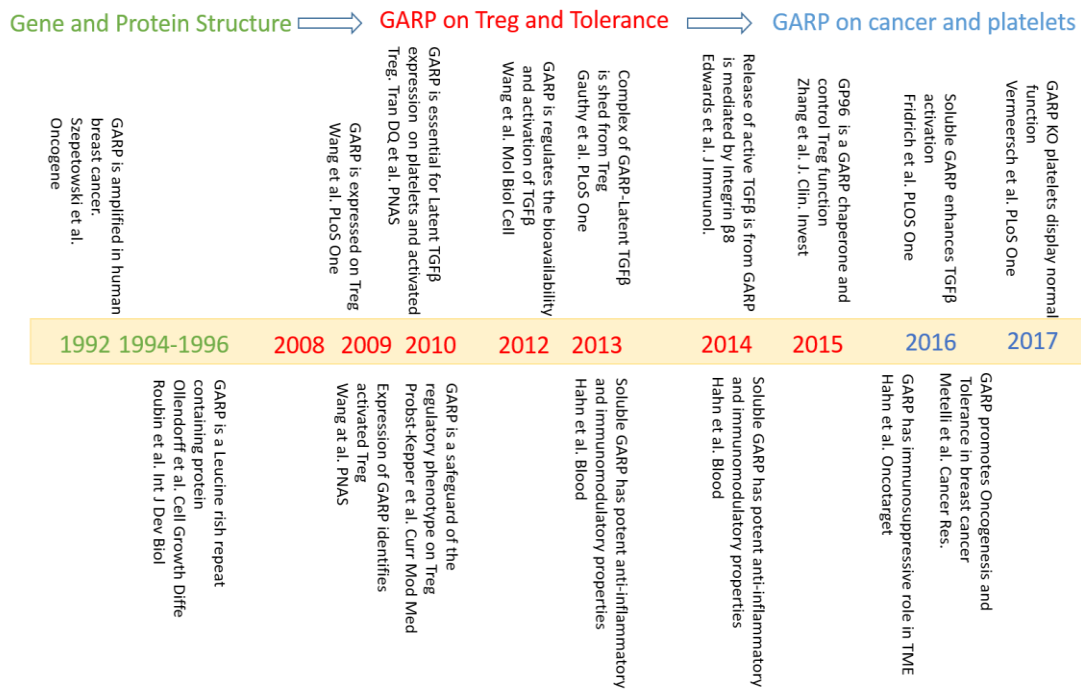 Gene and Protein Structure
GARP on Treg and Tolerance
GARP on cancer and platelets
GARP is amplified in human
breast cancer.
Szepetowski et al.
Oncogene
GARP is expressed on Treg
Wang et al. PLoS One
GARP is essential for Latent TGFβ
expression on platelets and activated
Treg. Tran DQ et al. PNAS
GARP is regulates the bioavailability
and activation of TGFβ
Wang et al. Mol Biol Cell
Complex of GARP-Latent TGFβ
is shed from Treg
Gauthy et al. PLoS One
Release of active TGFβ is from GARP
is mediated by Integrin β8
Edwards et al. J Immunol.
GP96 is a GARP chaperone and
control Treg function
Zhang et al. J. Clin. Invest
Soluble GARP enhances TGFβ
activation
Fridrich et al. PLOS One
GARP KO platelets display normal
function
Vermeersch et al. PLoS One
1992 1994-1996 2008 2009 2010 2012 2013 2014 2015 2016 2017
GARP is a Leucine rish repeat
containing protein
Ollendorff et al. Cell Growth Diffe
Roubin et al. Int J Dev Biol
Expression of GARP identifies
activated Treg
Wang at al. PNAS
GARP is a safeguard of the
regulatory phenotype on Treg
Probst-Kepper et al. Curr Mod Med
Soluble GARP has potent anti-inflammatory
and immunomodulatory properties
Hahn et al. Blood
Soluble GARP has potent anti-inflammatory
and immunomodulatory properties
Hahn et al. Blood
GARP has immunosuppressive role in TME
Hahn et al. Oncotarget
GARP promotes Oncogenesis and
Tolerance in breast cancer
Metelli et al. Cancer Res.